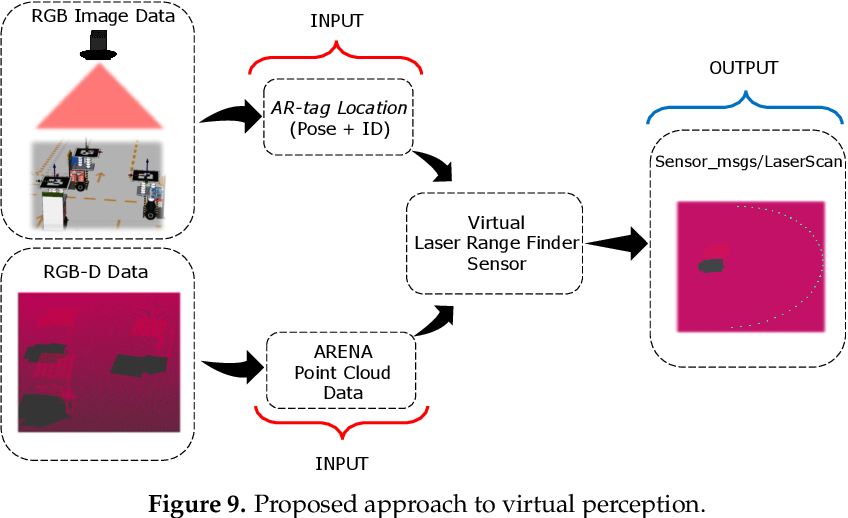 RGB Image Data
INPUT
AR-tag Location
(Pose + ID)
OUTPUT
Sensor_msgs/LaserScan
Virtual
Laser Range Finder
Sensor
RGB-D Data
ARENA
Point Cloud
Data
INPUT
Figure 9. Proposed approach to virtual perception.